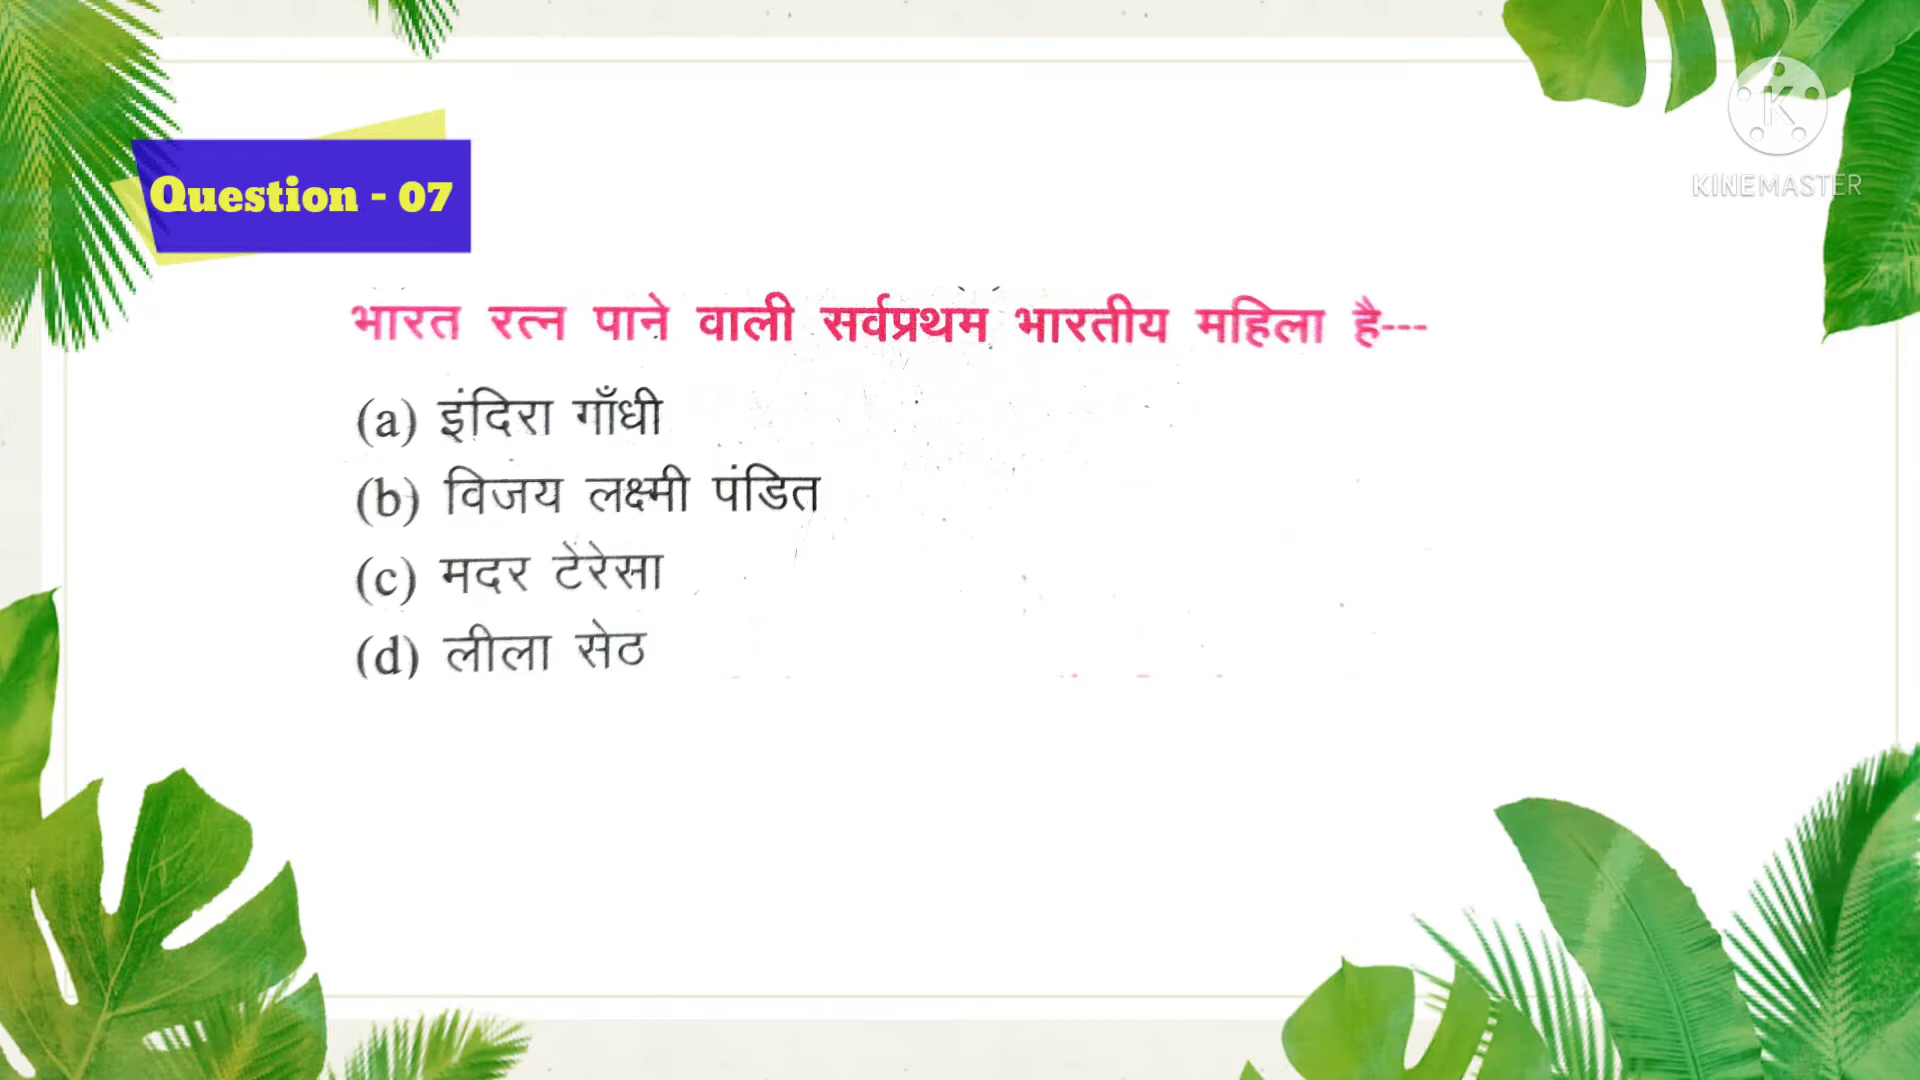 Question - 07
KINEMASTER
भारत रत्न पाने वाली सर्वप्रथम भारतीय महिला है---
(a) इंदिरा गाँधी
(b) विजय लक्ष्मी पंडित
(c) मदर टेरेसा
(d) लीला सेठ